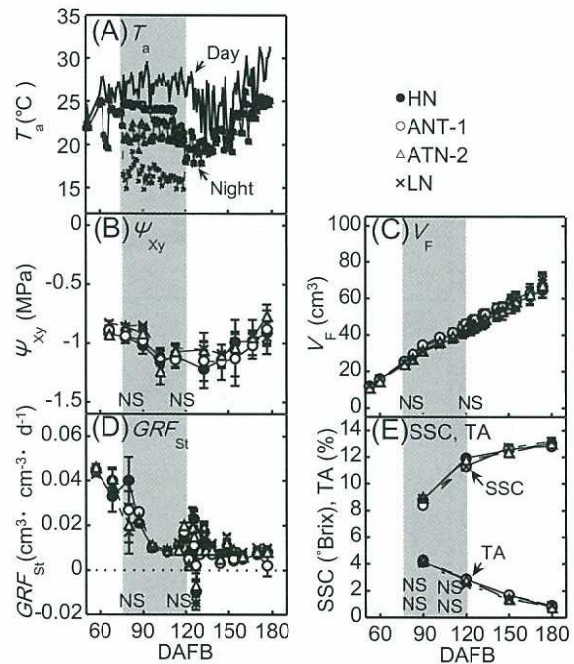 (A) Ta
Day
Night
Ta (°C)
35
30
25
20
15
HN
ANT-1
ATN-2
LN
(B) ΨXy
ΨXy (MPa)
0
-0.5
-1
-1.5
NS NS
(C) VF
VF (cm³)
100
80
60
40
20
0
NS NS
(D) GRFSt
GRFSt (cm³· cm-³· d-¹)
0.06
0.04
0.02
0
-0.02
NS NS
60 90 120 150 180
DAFB
(E) SSC, TA
SSC (°Brix), TA (%)
14
12
10
8
6
4
2
0
SSC
TA
NS NS
NS NS
60 90 120 150 180
DAFB